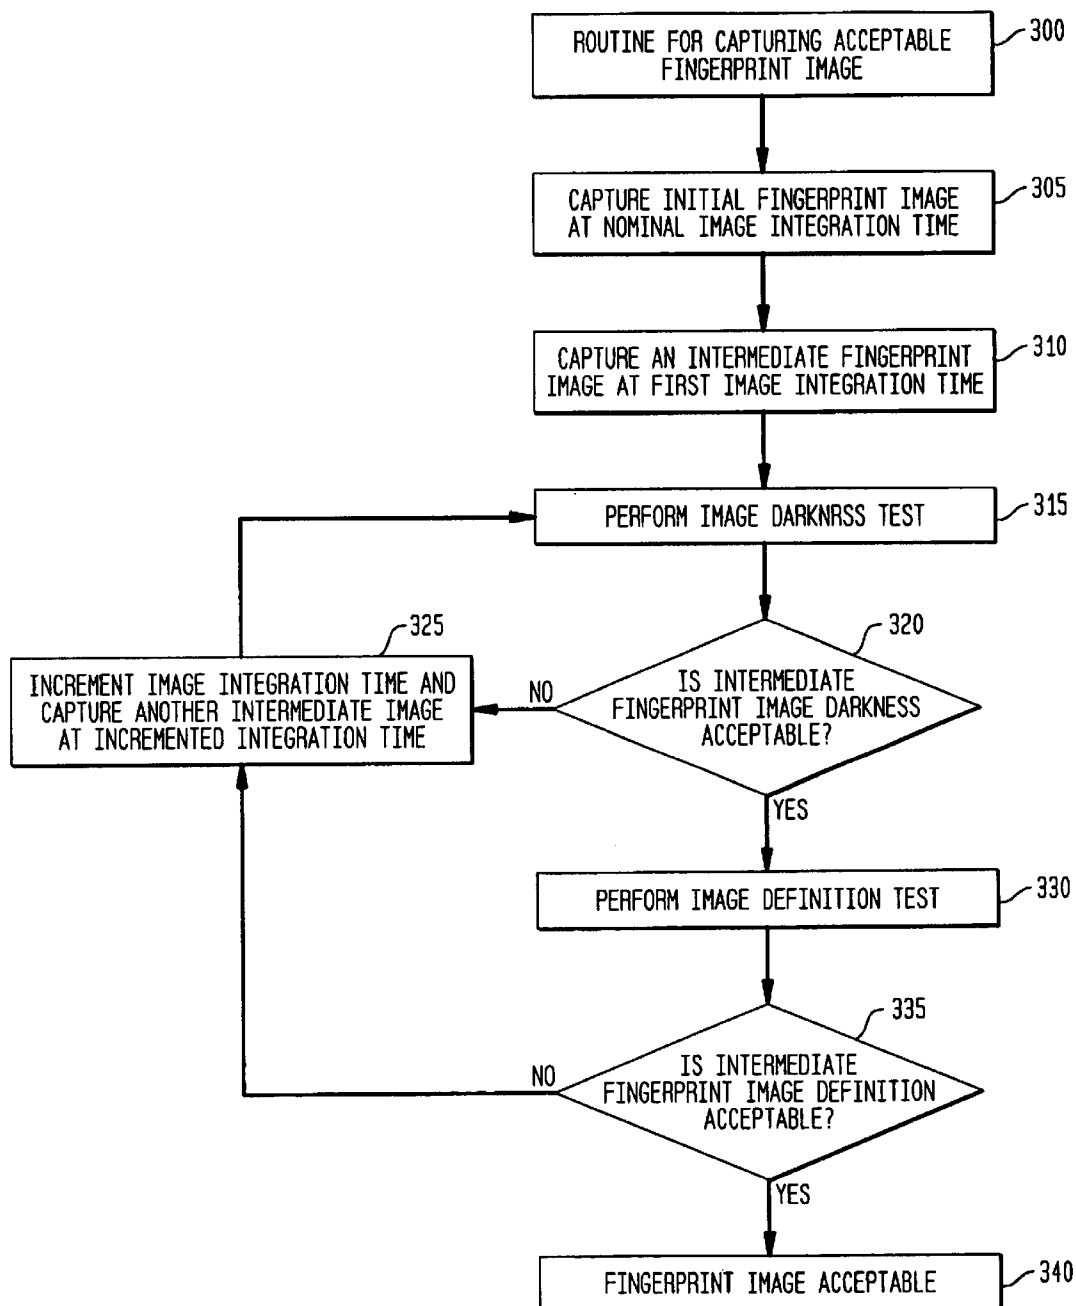 ROUTINE FOR CAPTURING ACCEPTABLE
FINGERPRINT IMAGE
300
CAPTURE INITIAL FINGERPRINT IMAGE
AT NOMINAL IMAGE INTEGRATION TIME
305
CAPTURE AN INTERMEDIATE FINGERPRINT
IMAGE AT FIRST IMAGE INTEGRATION TIME
310
PERFORM IMAGE DARKNRSS TEST
315
IS INTERMEDIATE
FINGERPRINT IMAGE DARKNESS
ACCEPTABLE?
320
NO
YES
INCREMENT IMAGE INTEGRATION TIME AND
CAPTURE ANOTHER INTERMEDIATE IMAGE
AT INCREMENTED INTEGRATION TIME
325
PERFORM IMAGE DEFINITION TEST
330
IS INTERMEDIATE
FINGERPRINT IMAGE DEFINITION
ACCEPTABLE?
335
NO
YES
FINGERPRINT IMAGE ACCEPTABLE
340